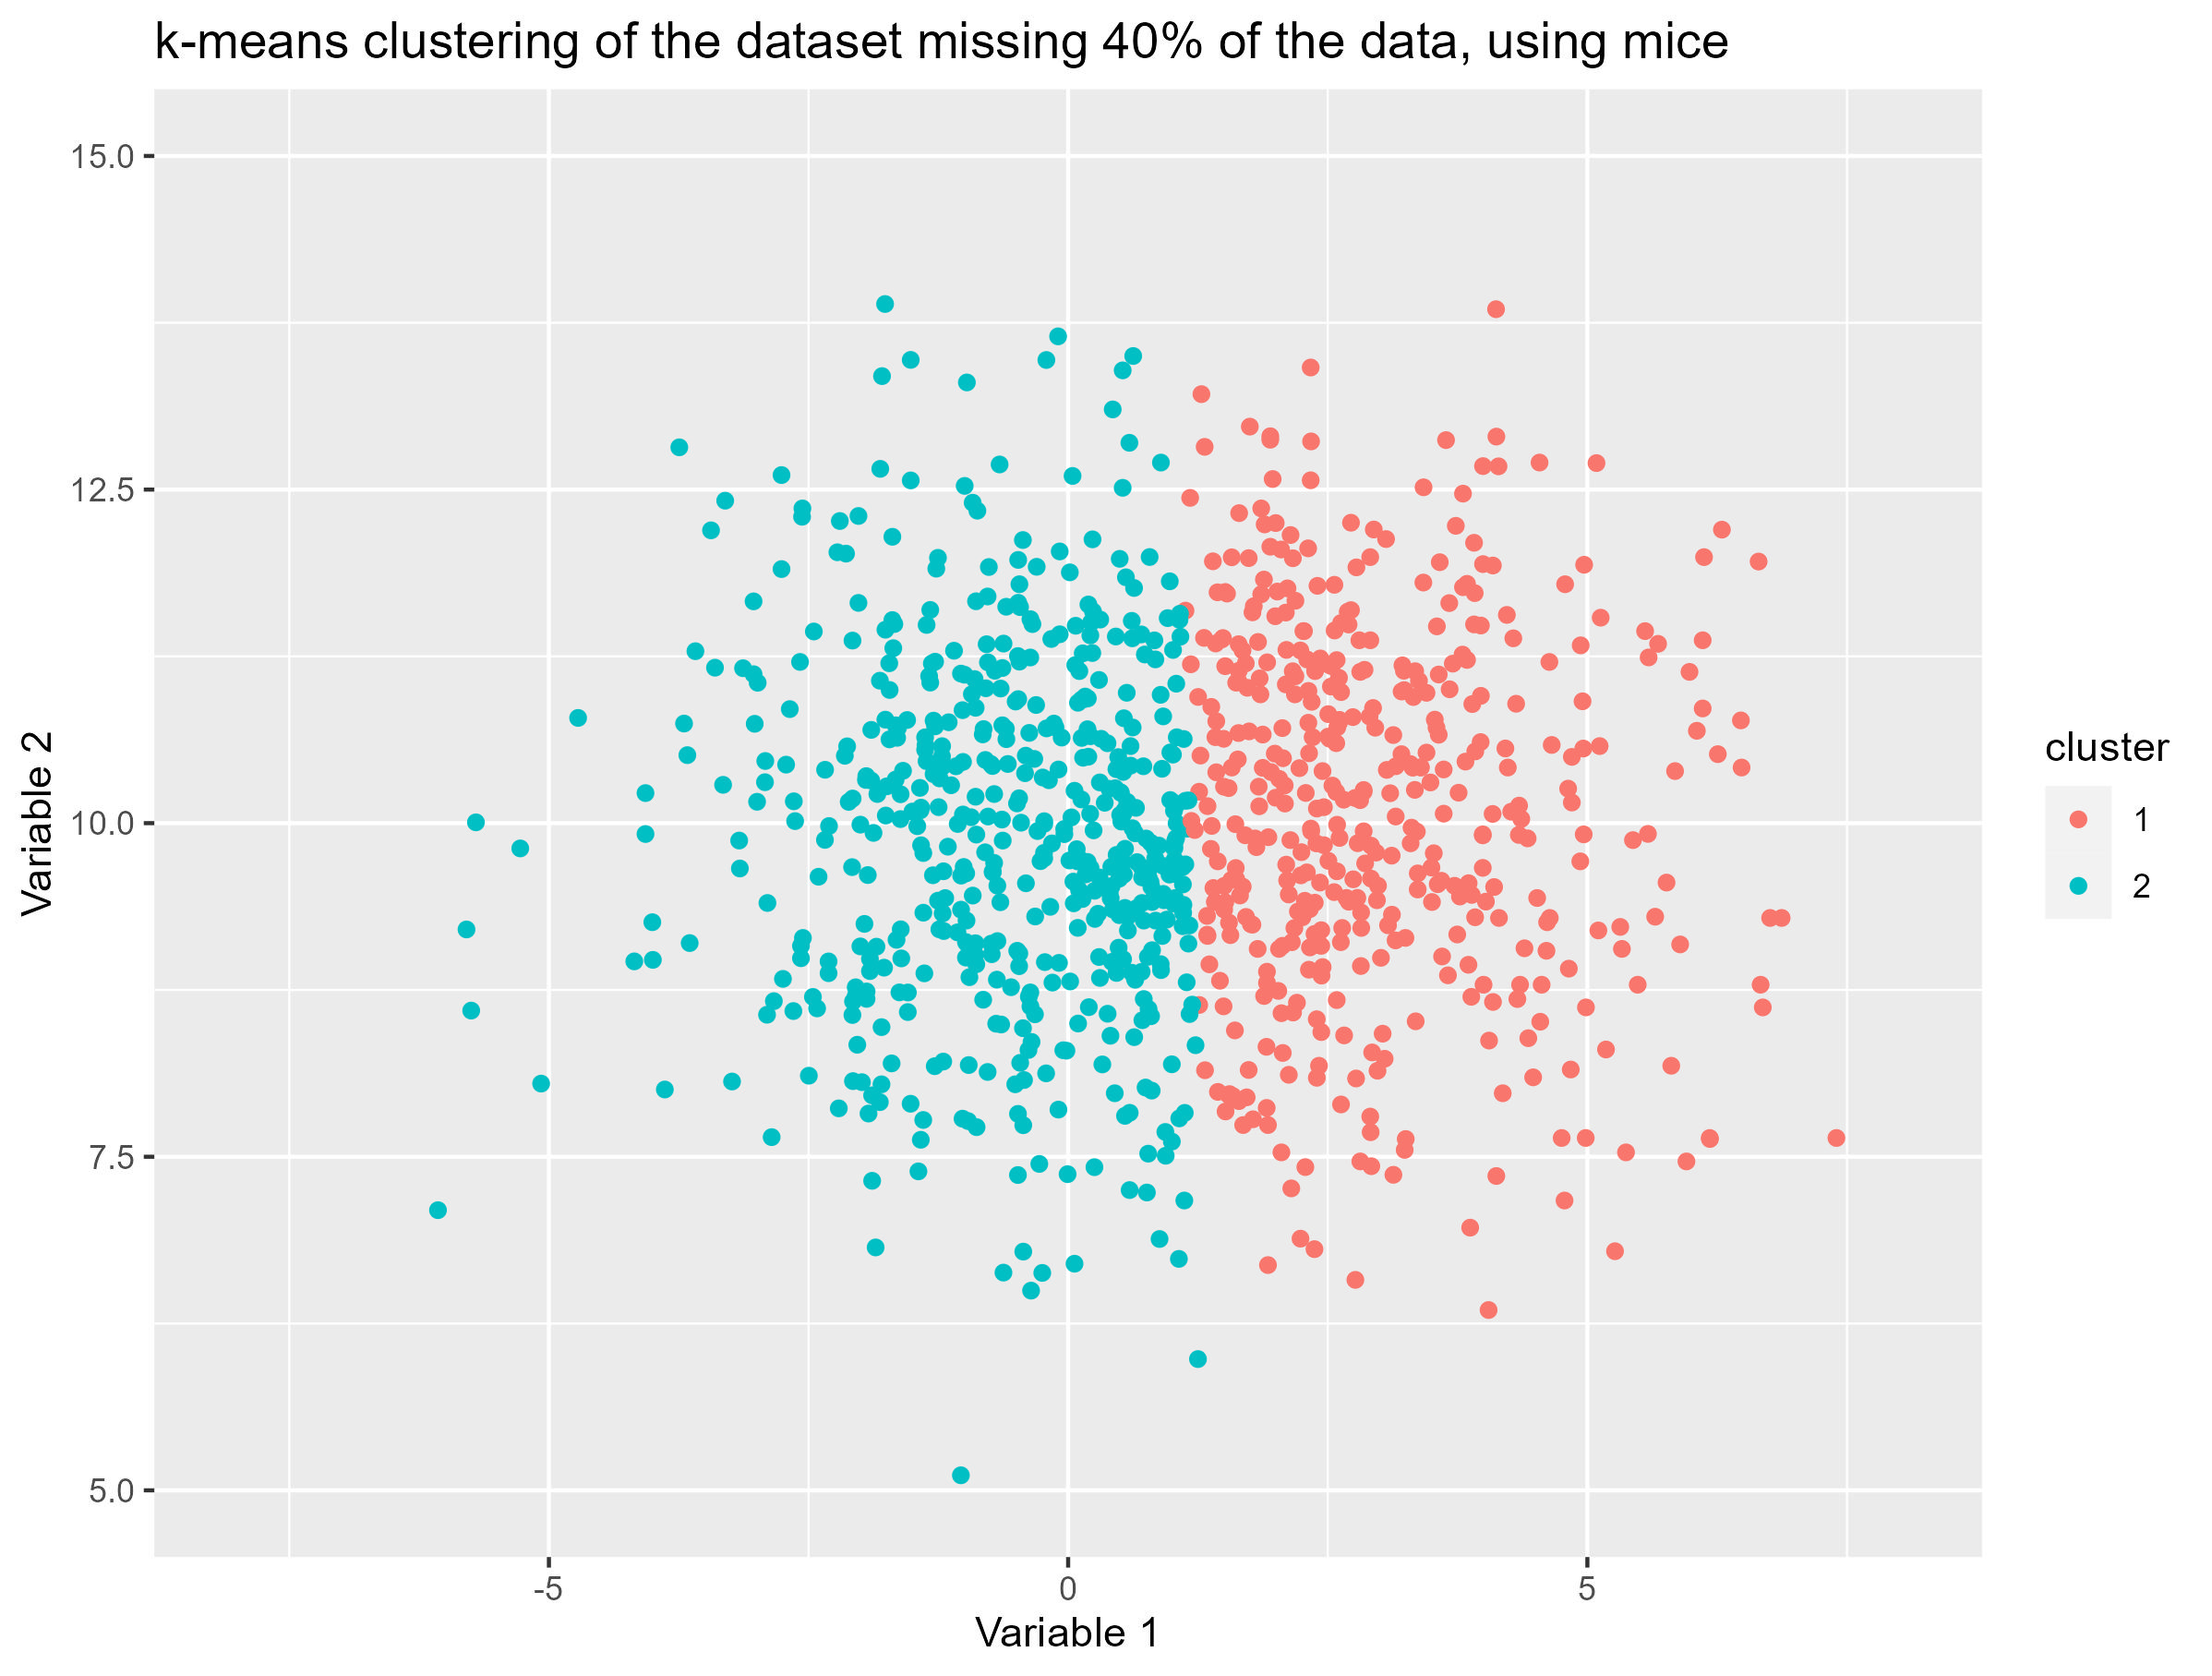 k-means clustering of the dataset missing 40% of the data, using mice
15.0
12.5
10.0
7.5
5.0
Variable 2
-5
0
5
Variable 1
cluster
1
2